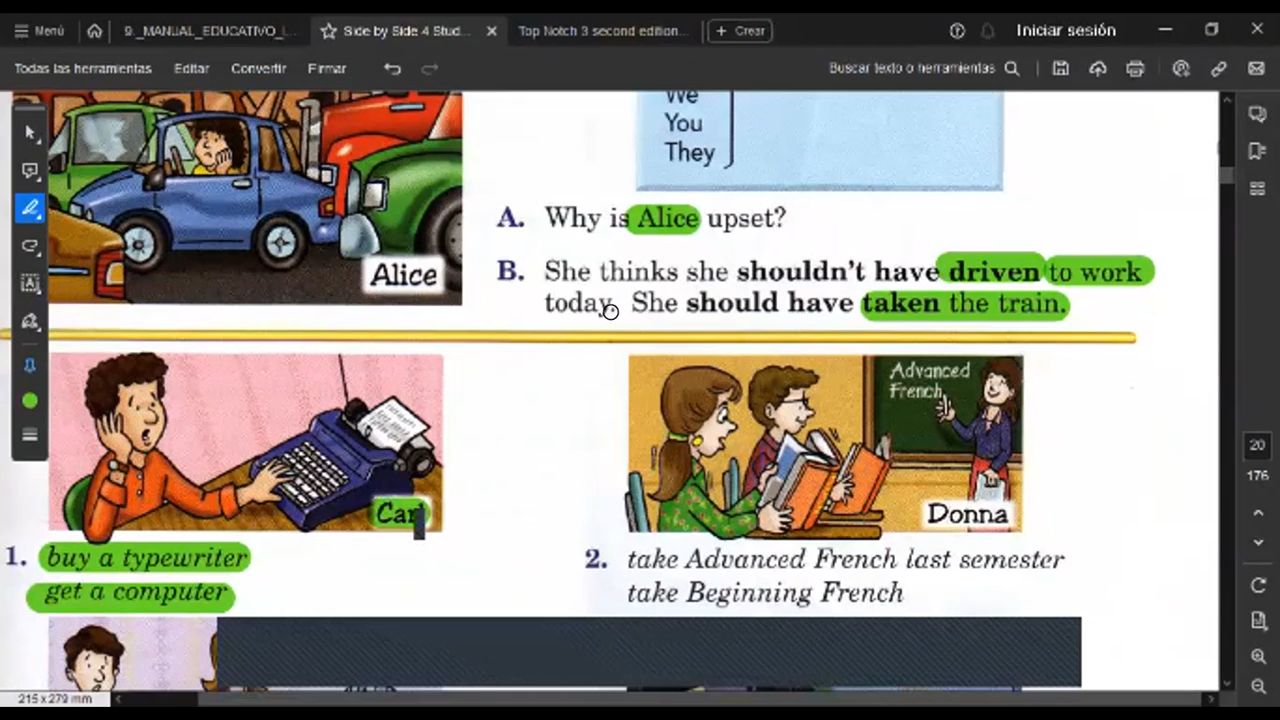 Menú
9._MANUAL_EDUCATIVO_I...
Side by Side 4 Stud...
Top Notch 3 second edition...
+ Crear
Iniciar sesión
Todas las herramientas Editar Convertir Firmar
Buscar texto o herramientas
We
You
They
A. Why is Alice upset?
B. She thinks she shouldn't have driven to work
today. She should have taken the train.
Alice
Advanced
French
Carl
Donna
1. buy a typewriter
get a computer
2. take Advanced French last semester
take Beginning French
20
176
215 x 279 mm